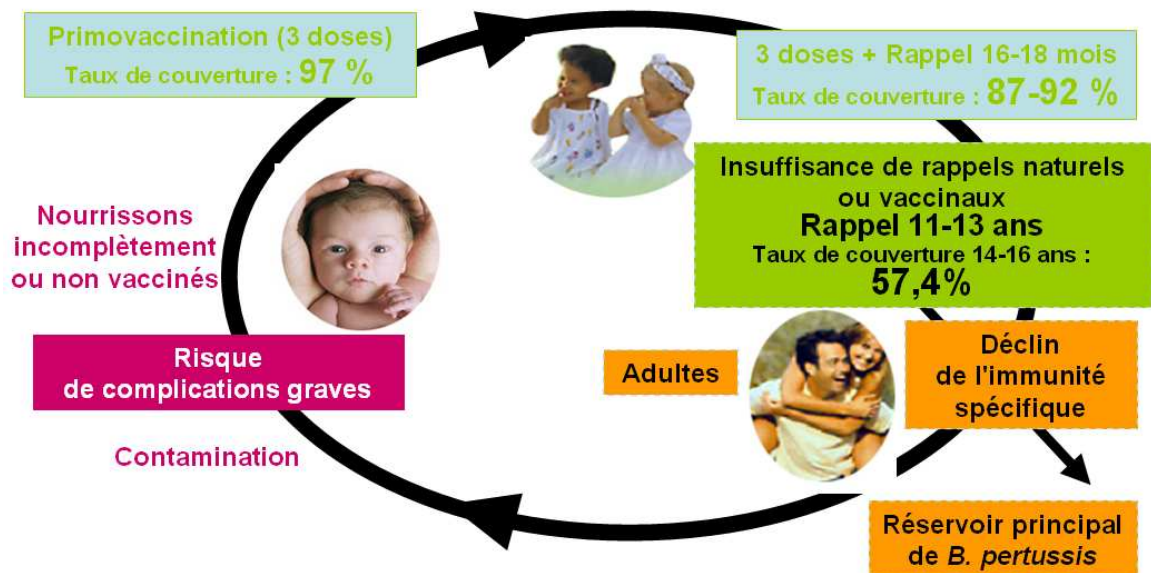 Primovaccination (3 doses)
Taux de couverture : 97 %
3 doses + Rappel 16-18 mois
Taux de couverture : 87-92 %
Insuffisance de rappels naturels
ou vaccinaux
Rappel 11-13 ans
Taux de couverture 14-16 ans :
57,4%
Nourrissons
incomplètement
ou non vaccinés
Risque
de complications graves
Adultes
Déclin
de l'immunité
spécifique
Contamination
Réservoir principal
de B. pertussis